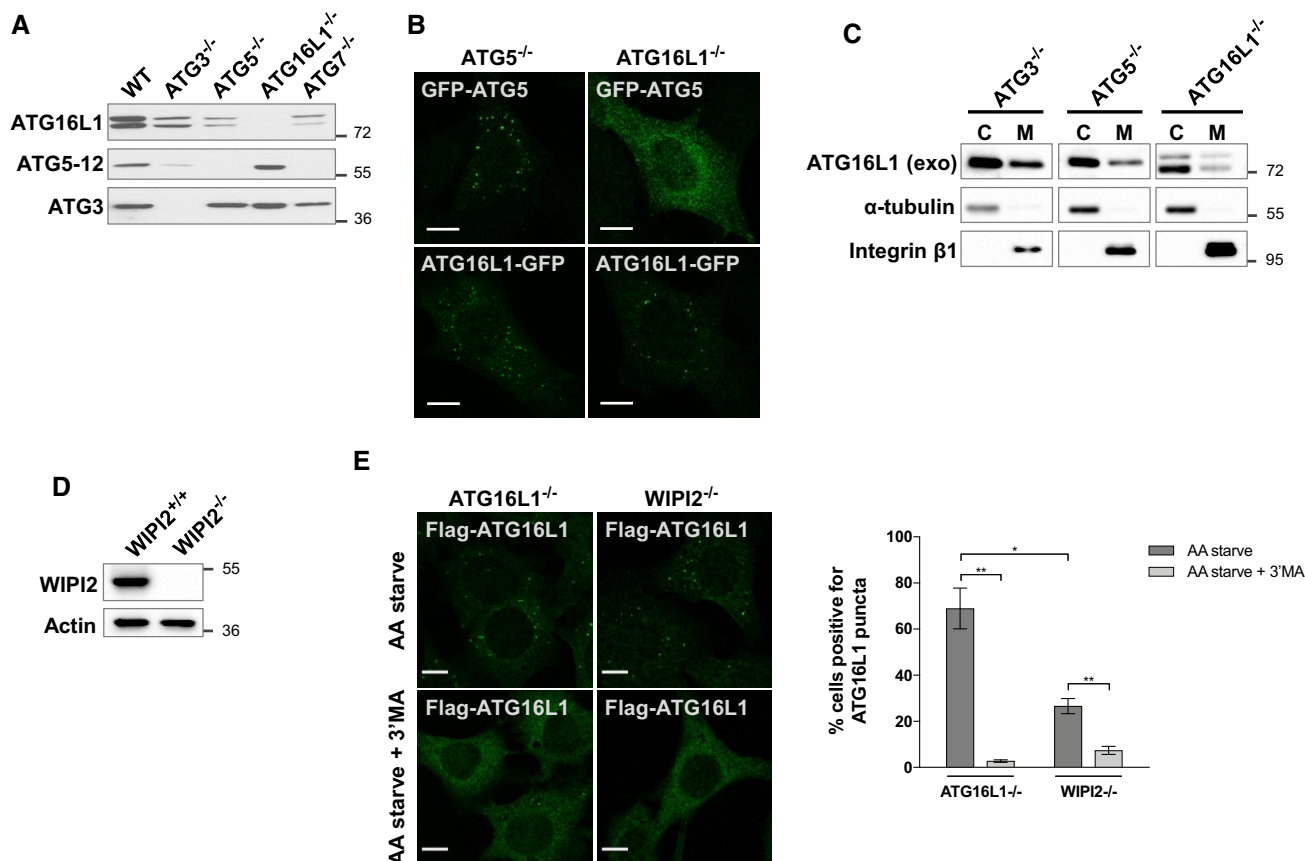 A
WT ATG3-/- ATG5-/- ATG16L1-/- ATG7-/-
ATG16L1
72
ATG5-12
55
ATG3
36
B
ATG5-/- ATG16L1-/-
GFP-ATG5 GFP-ATG5
ATG16L1-GFP ATG16L1-GFP
C
ATG3-/- ATG5-/- ATG16L1-/-
C M C M C M
ATG16L1 (exo)
72
α-tubulin
55
Integrin β1
95
D
WIPI2+/+ WIPI2-/-
WIPI2
55
Actin
36
E
ATG16L1-/- WIPI2-/-
AA starve
Flag-ATG16L1 Flag-ATG16L1
AA starve + 3'MA
Flag-ATG16L1 Flag-ATG16L1
% cells positive for
ATG16L1 puncta
100
80
60
40
20
0
*
**
**
ATG16L1-/- WIPI2-/-
AA starve
AA starve + 3'MA